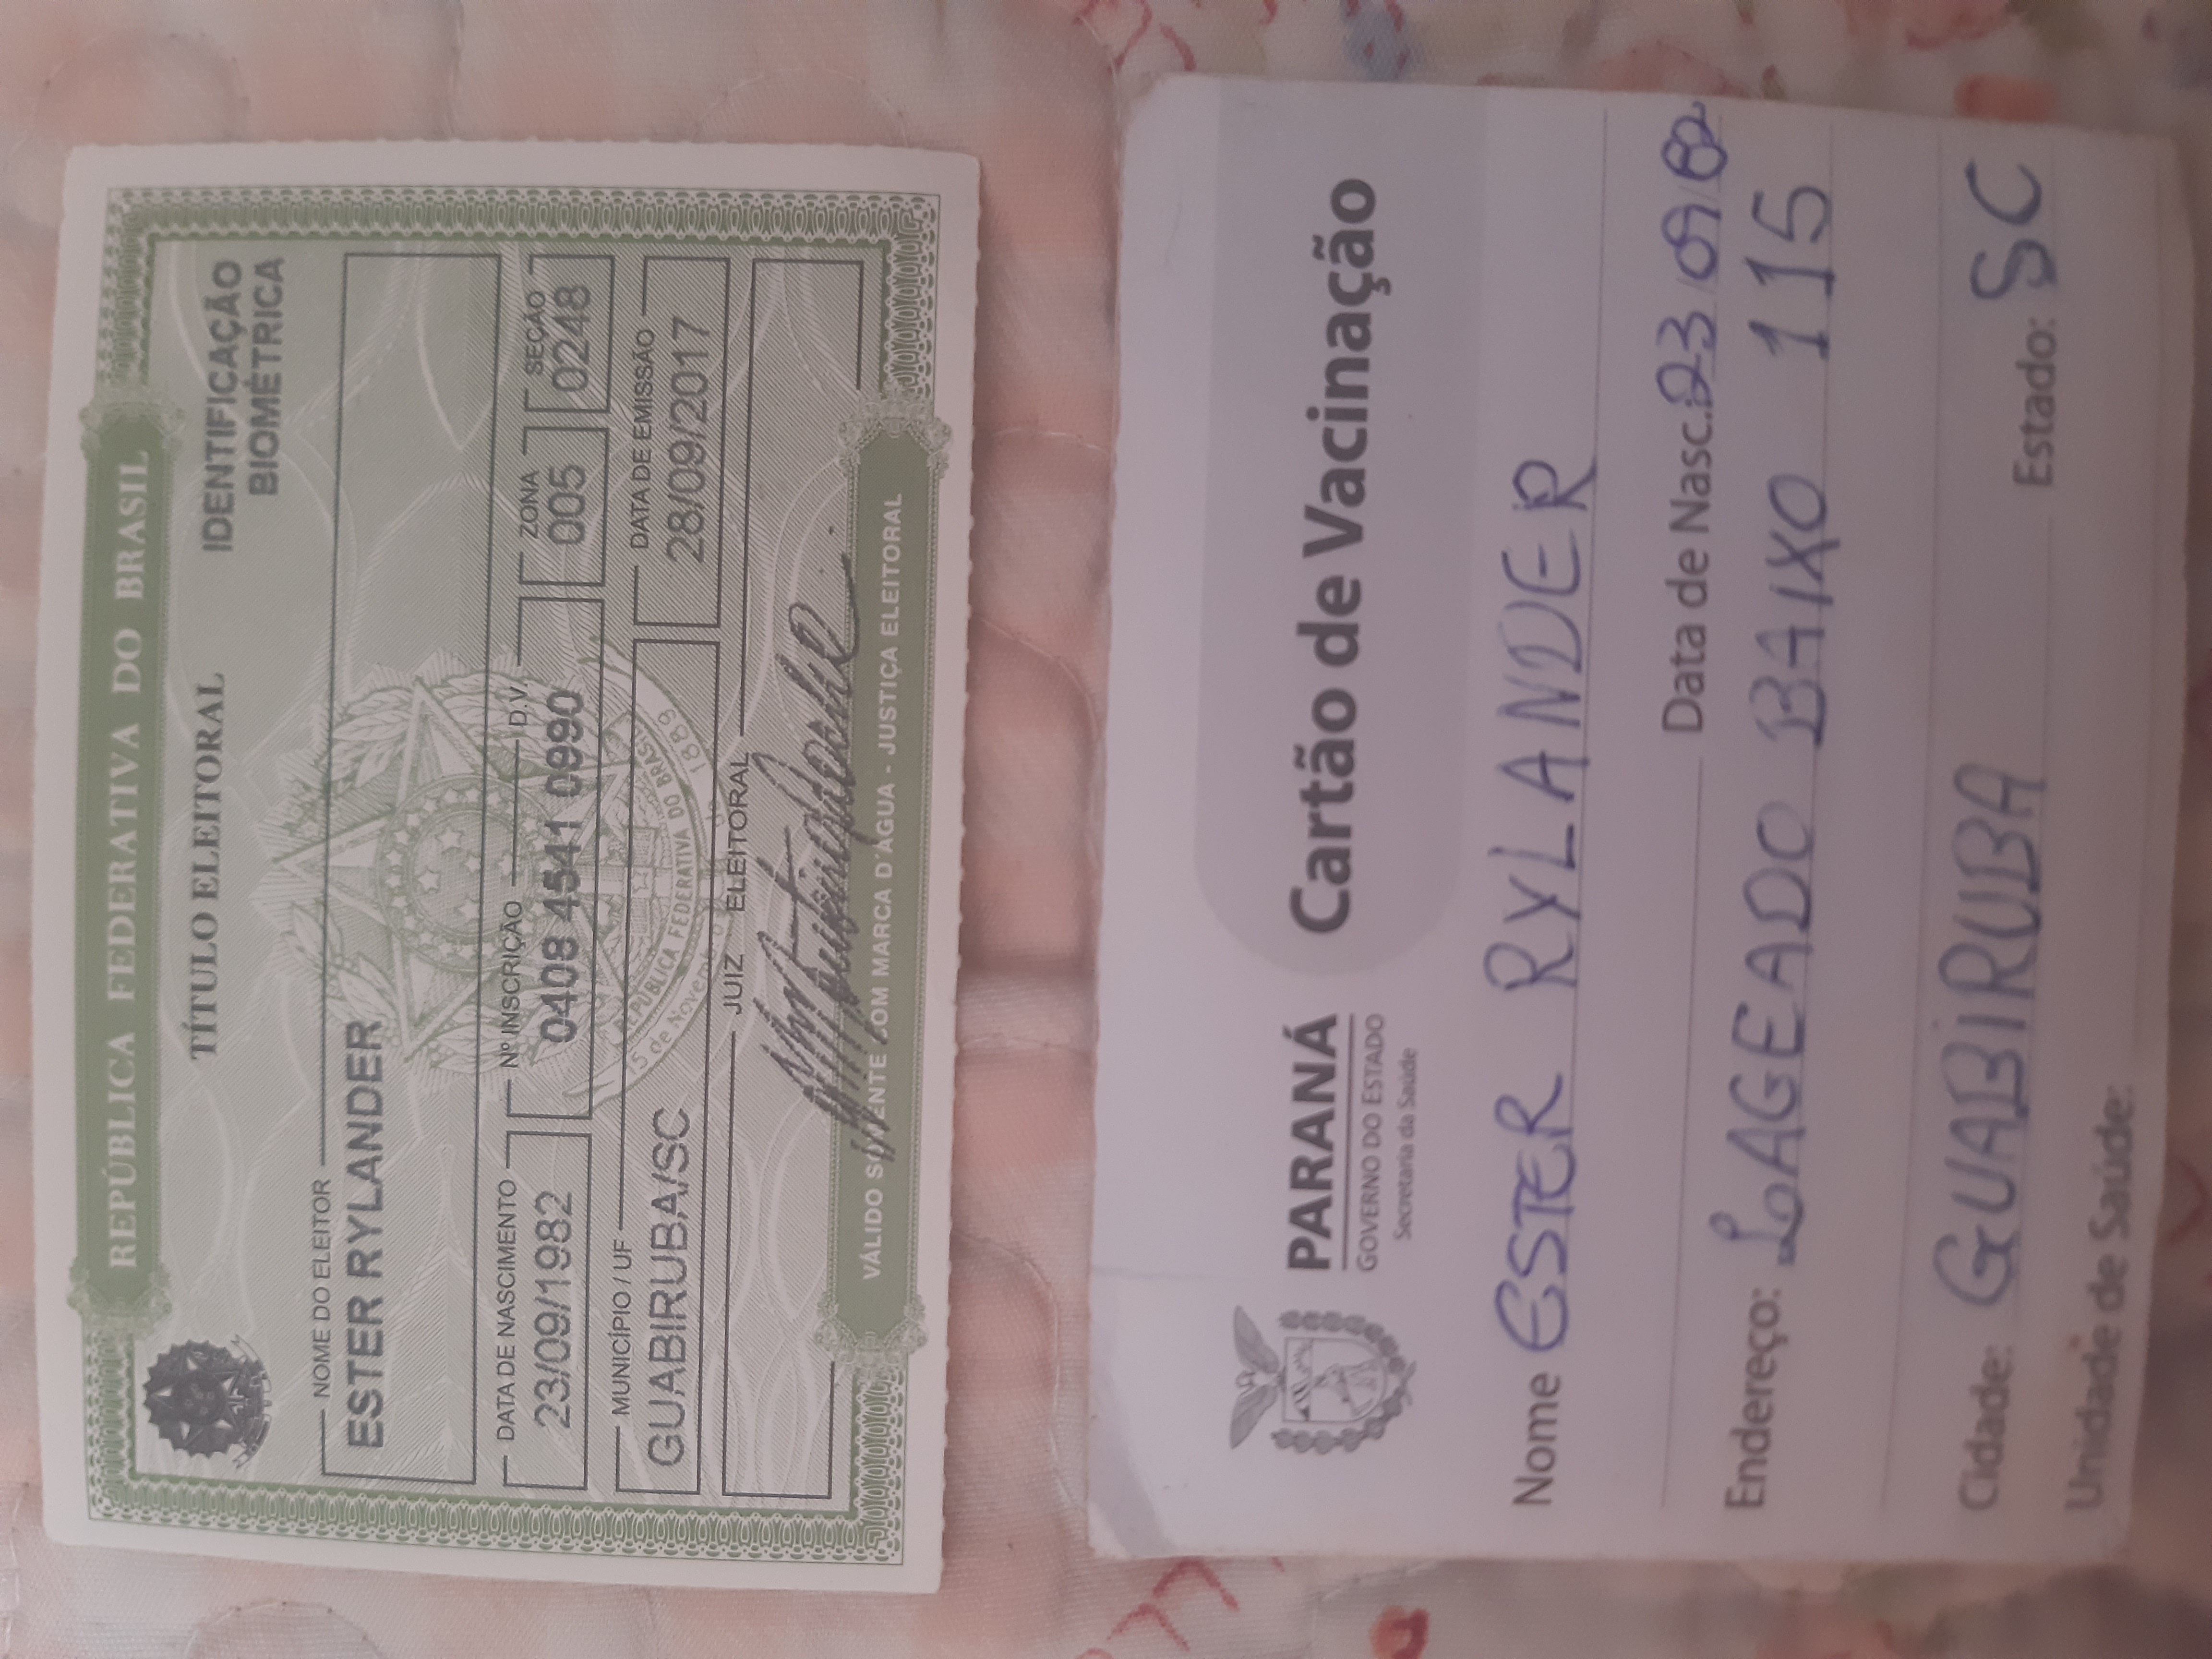 REPÚBLICA FEDERATIVA DO BRASIL
TÍTULO ELEITORAL
IDENTIFICAÇÃO BIOMÉTRICA
NOME DO ELEITOR
ESTER RYLANDER
DATA DE NASCIMENTO Nº INSCRIÇÃO D.V. ZONA SEÇÃO
23/09/1982 0408 4541 0990 005 0248
MUNICÍPIO / UF DATA DE EMISSÃO
GUABIRUBA/SC 28/09/2017
JUIZ ELEITORAL
VÁLIDO SOMENTE COM MARCA D'ÁGUA - JUSTIÇA ELEITORAL
PARANÁ
GOVERNO DO ESTADO
Secretaria da Saúde
Cartão de Vacinação
Nome ESTER RYLANDER
Data de Nasc.: 23/09/82
Endereço: LAGEADO BAIXO 115
Cidade: GUABIRUBA Estado: SC
Unidade de Saúde: